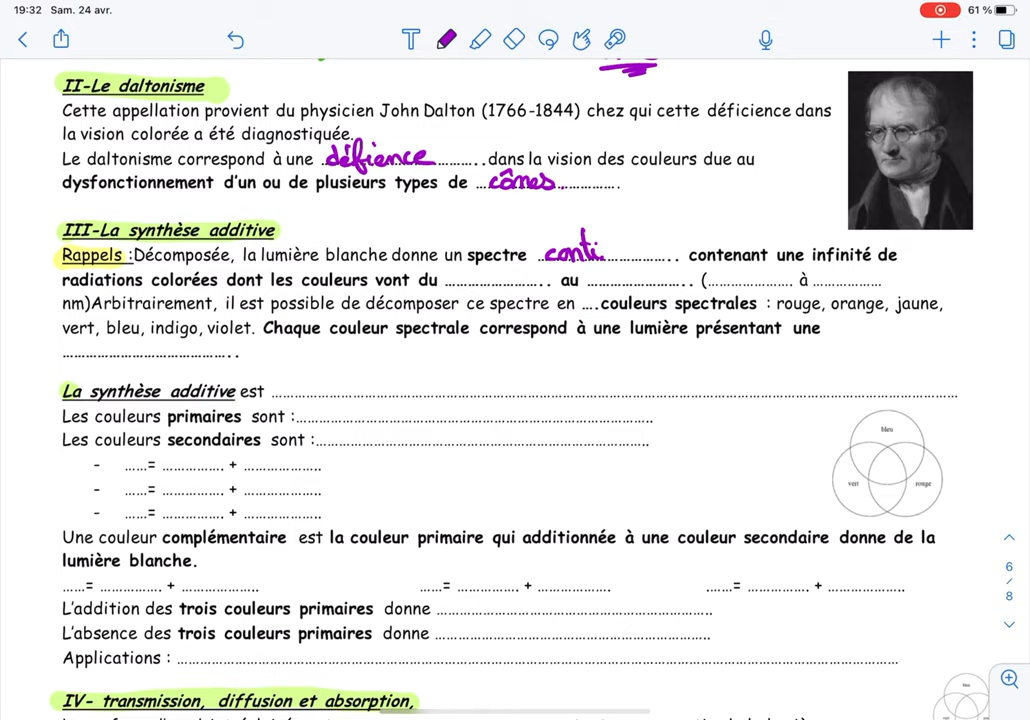 19:32 Sam. 24 avr. 61 %
T
II-Le daltonisme
Cette appellation provient du physicien John Dalton (1766-1844) chez qui cette déficience dans
la vision colorée a été diagnostiquée.
Le daltonisme correspond à une défience ………..dans la vision des couleurs due au
dysfonctionnement d'un ou de plusieurs types de …cônes…………….
III-La synthèse additive
Rappels :Décomposée, la lumière blanche donne un spectre ..conti……………….. contenant une infinité de
radiations colorées dont les couleurs vont du …………………….. au …………………….. (………………… à ………………
nm)Arbitrairement, il est possible de décomposer ce spectre en ….couleurs spectrales : rouge, orange, jaune,
vert, bleu, indigo, violet. Chaque couleur spectrale correspond à une lumière présentant une
……………………………………..
La synthèse additive est ……………………………………………………………………………………………………………………
Les couleurs primaires sont :……………………………………………………………………..
Les couleurs secondaires sont :…………………………………………………………………..
- ……= ……………. + ………………..
- ……= ……………. + ………………..
- ……= ……………. + ………………..
bleu
vert rouge
Une couleur complémentaire est la couleur primaire qui additionnée à une couleur secondaire donne de la
lumière blanche.
……= ……………. + ……………….. ……= ……………. + ……………….. …….= ……………. + ………………..
L'addition des trois couleurs primaires donne ……………………………………………………..
L'absence des trois couleurs primaires donne ……………………………………………………..
Applications : ……………………………………………………………………………………………………………………
6
/
8
IV- transmission, diffusion et absorption,
bleu